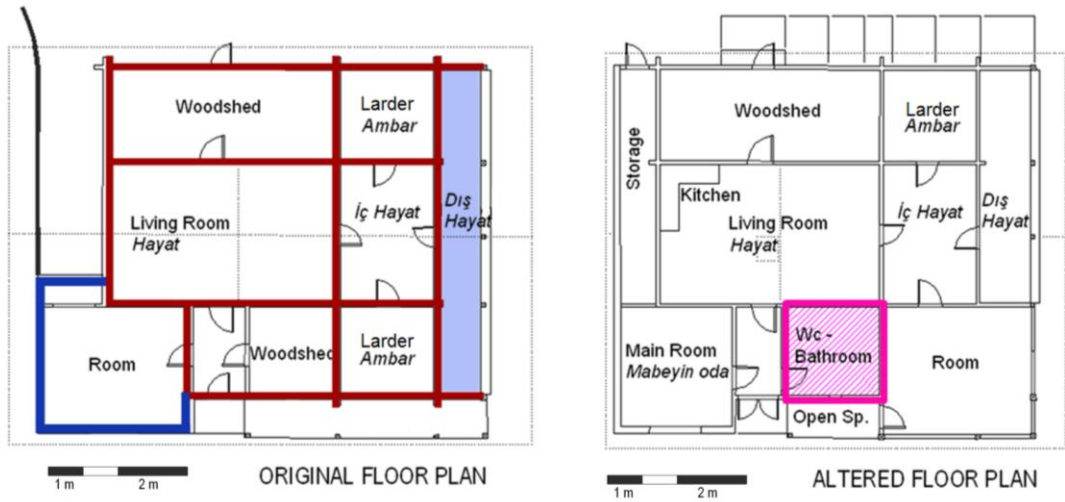 Woodshed
Larder
Ambar
Living Room
Hayat
İç Hayat
Dış
Hayat
Room
Woodshed
Larder
Ambar
1 m
2 m
ORIGINAL FLOOR PLAN
Storage
Woodshed
Larder
Ambar
Kitchen
Living Room
Hayat
İç Hayat
Dış
Hayat
Main Room
Mabeyin oda
Wc -
Bathroom
Room
Open Sp.
1 m
2 m
ALTERED FLOOR PLAN